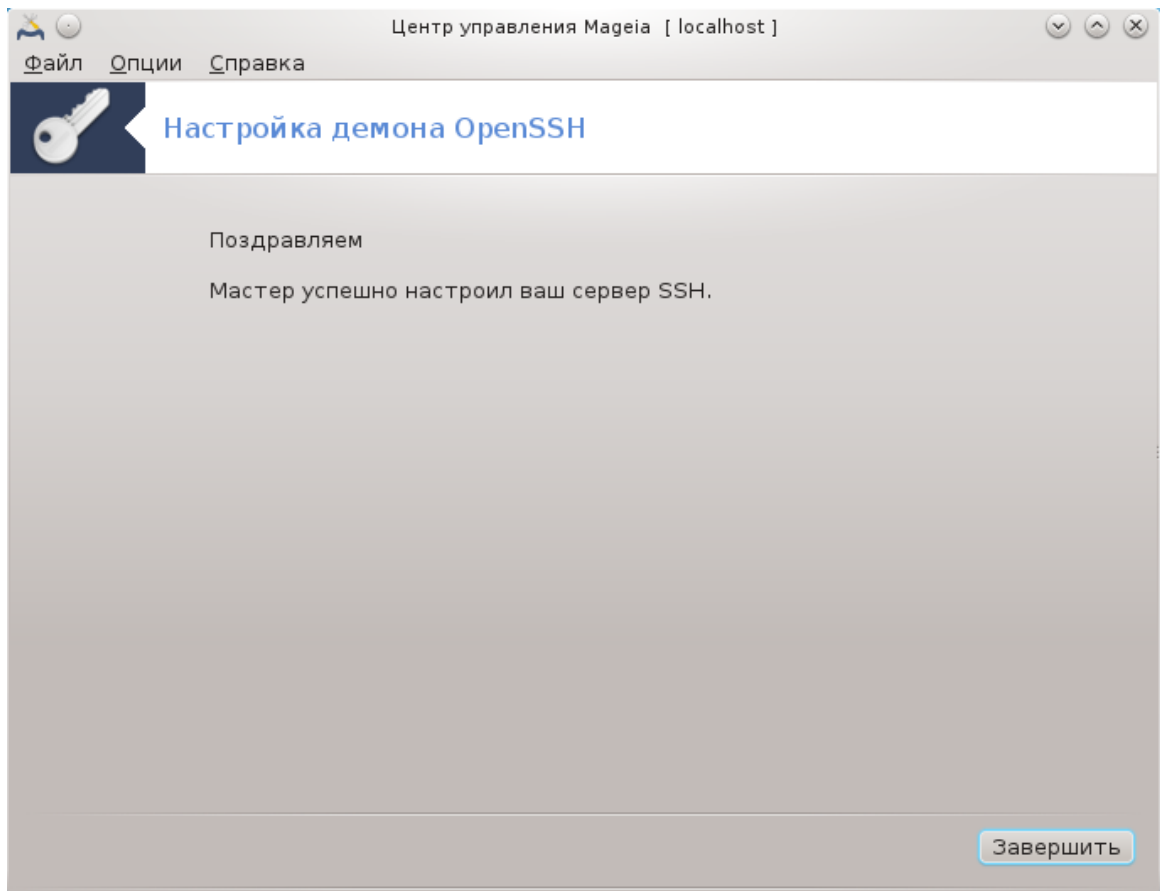 Центр управления Mageia [ localhost ]
Файл Опции Справка
Настройка демона OpenSSH
Поздравляем
Мастер успешно настроил ваш сервер SSH.
Завершить